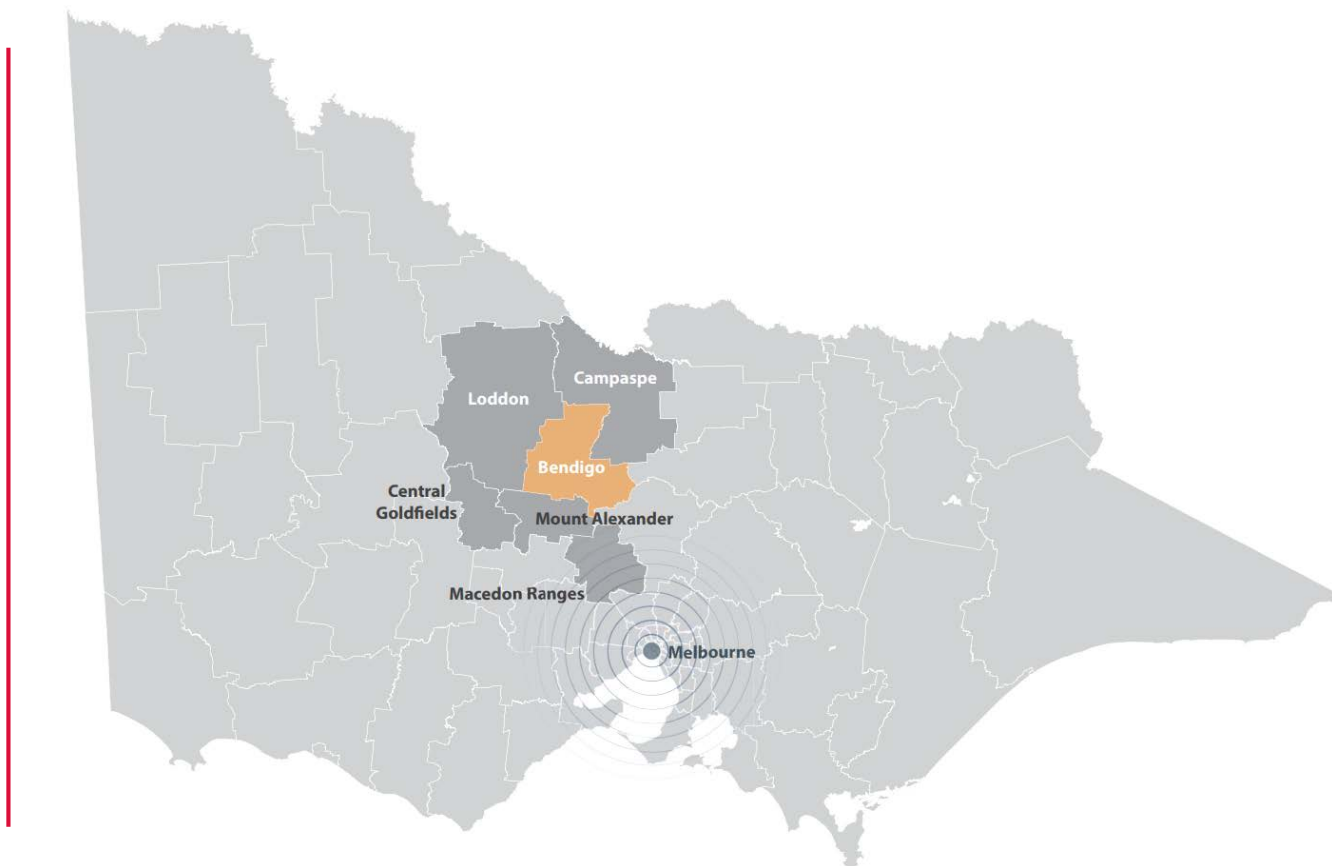 Campaspe
Loddon
Bendigo
Central
Goldfields
Mount Alexander
Macedon Ranges
Melbourne